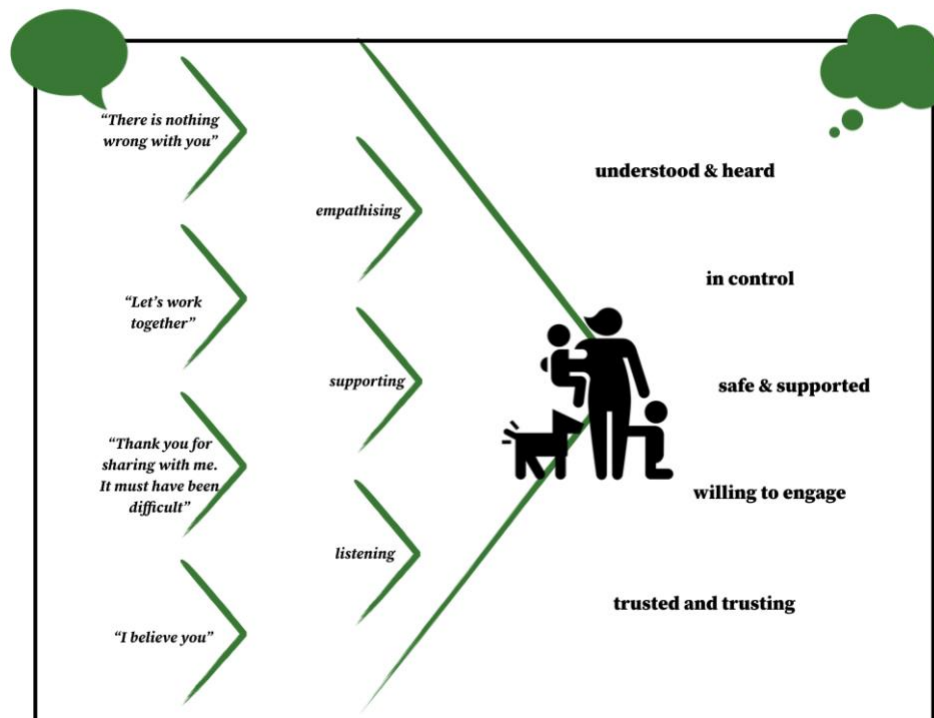 “There is nothing
wrong with you”
“Let’s work
together”
“Thank you for
sharing with me.
It must have been
difficult”
“I believe you”
empathising
supporting
listening
understood & heard
in control
safe & supported
willing to engage
trusted and trusting